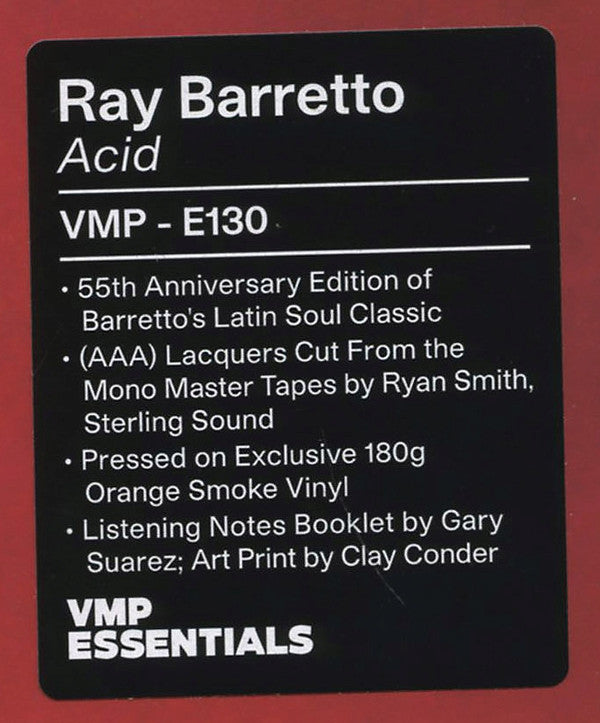 Ray Barretto
Acid
VMP - E130
• 55th Anniversary Edition of
Barretto's Latin Soul Classic
• (AAA) Lacquers Cut From the
Mono Master Tapes by Ryan Smith,
Sterling Sound
• Pressed on Exclusive 180g
Orange Smoke Vinyl
• Listening Notes Booklet by Gary
Suarez; Art Print by Clay Conder
VMP
ESSENTIALS